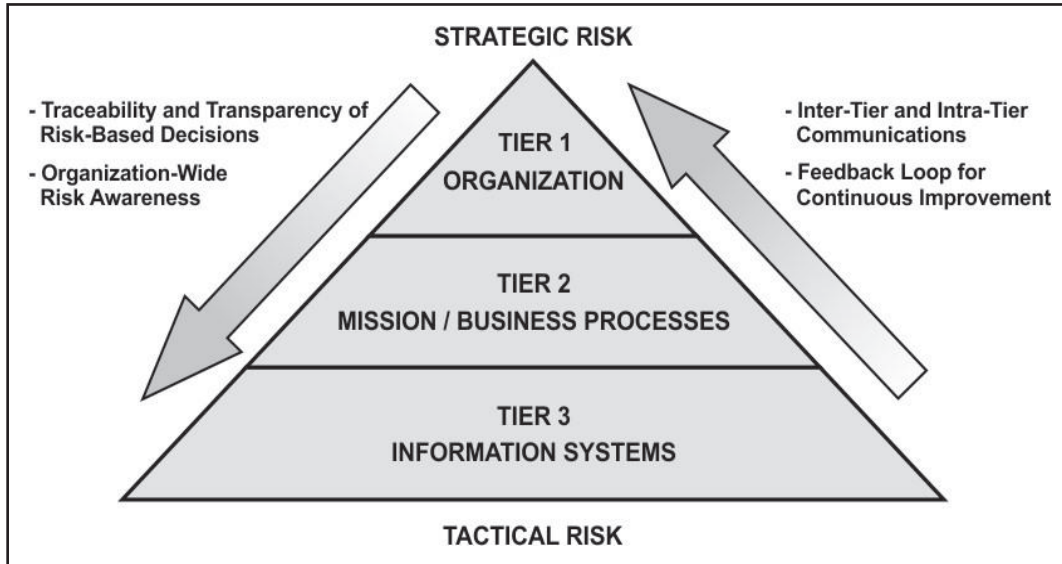 STRATEGIC RISK
- Traceability and Transparency of
Risk-Based Decisions
- Organization-Wide
Risk Awareness
- Inter-Tier and Intra-Tier
Communications
- Feedback Loop for
Continuous Improvement
TIER 1
ORGANIZATION
TIER 2
MISSION / BUSINESS PROCESSES
TIER 3
INFORMATION SYSTEMS
TACTICAL RISK